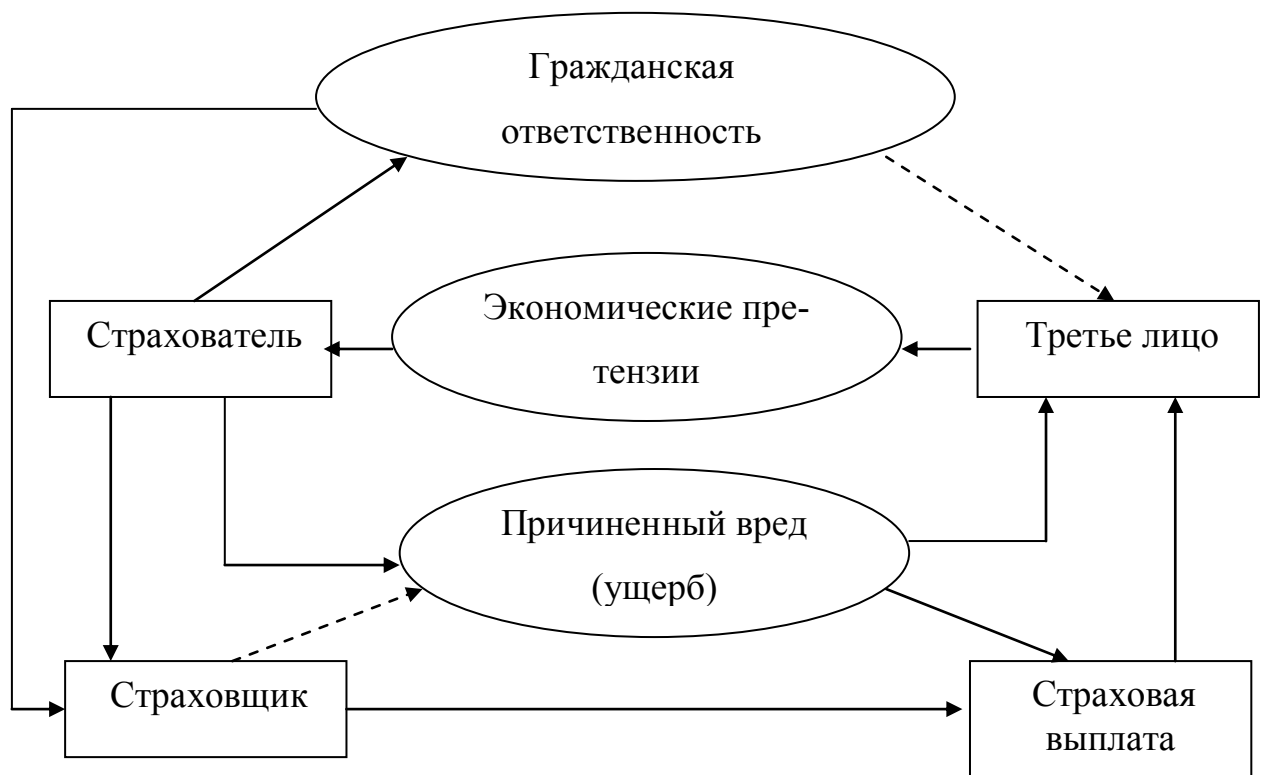 Гражданская
ответственность
Страхователь
Экономические пре-
тензии
Третье лицо
Причиненный вред
(ущерб)
Страховщик
Страховая
выплата